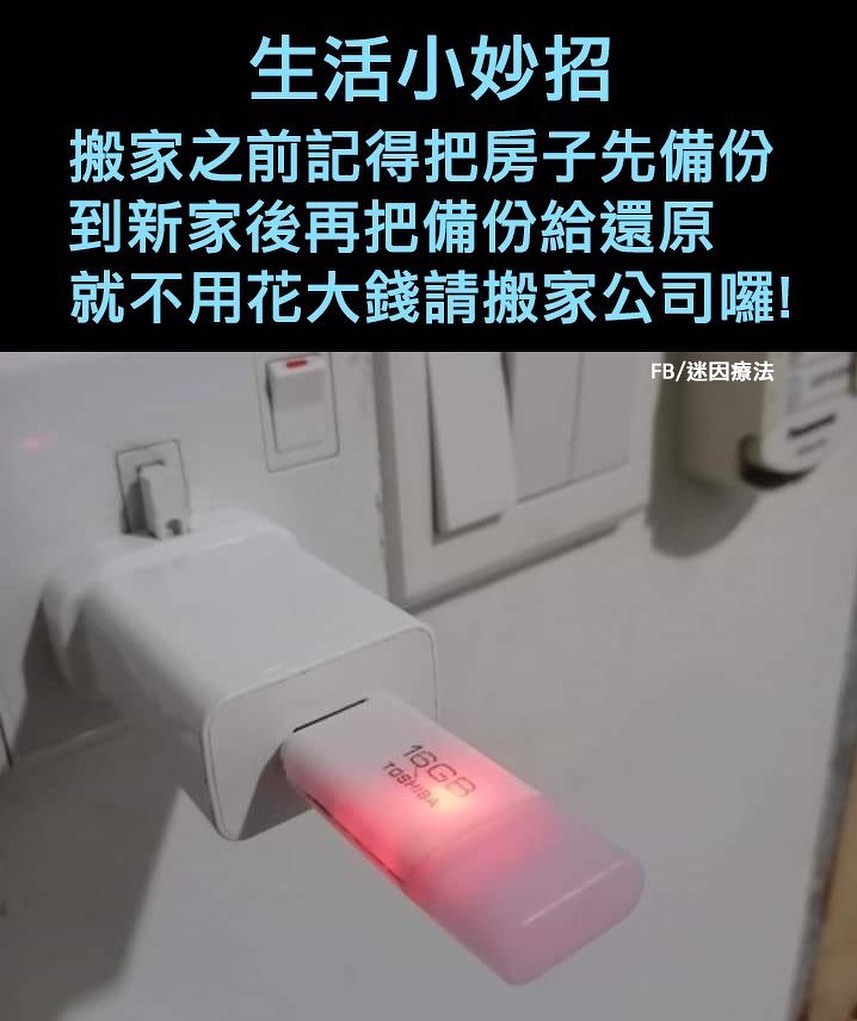 生活小妙招
搬家之前記得把房子先備份
到新家後再把備份給還原
就不用花大錢請搬家公司囉!
FB/迷因療法
16GB
TOSHIBA